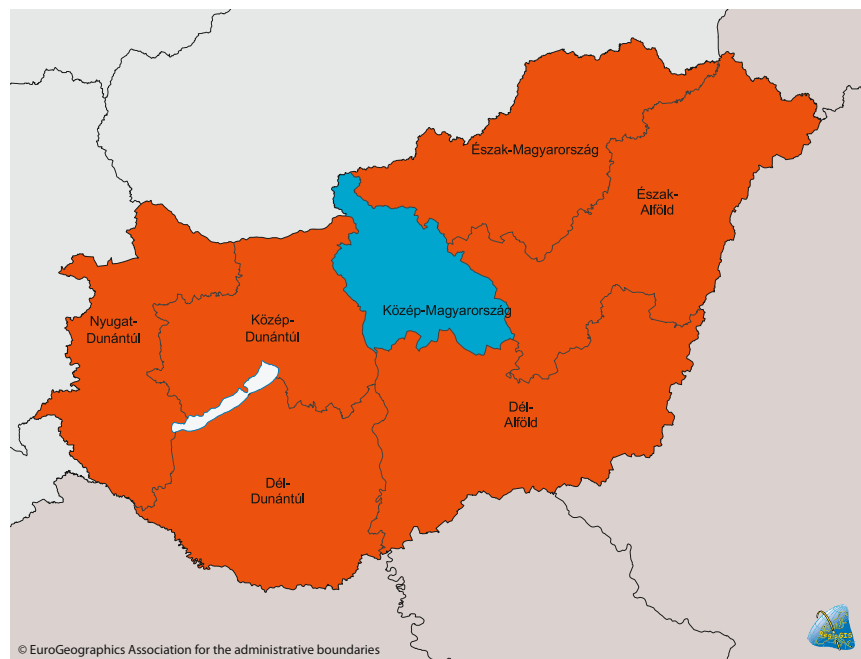 Észak-Magyarország
Észak-
Alföld
Közép-Magyarország
Nyugat-
Dunántúl
Közép-
Dunántúl
Dél-
Alföld
Dél-
Dunántúl
© EuroGeographics Association for the administrative boundaries
RegioGIS